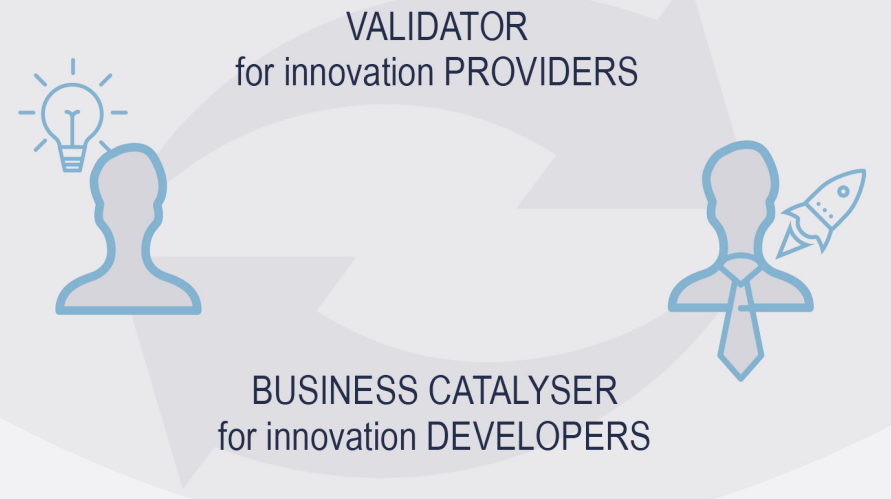 VALIDATOR
for innovation PROVIDERS
BUSINESS CATALYSER
for innovation DEVELOPERS